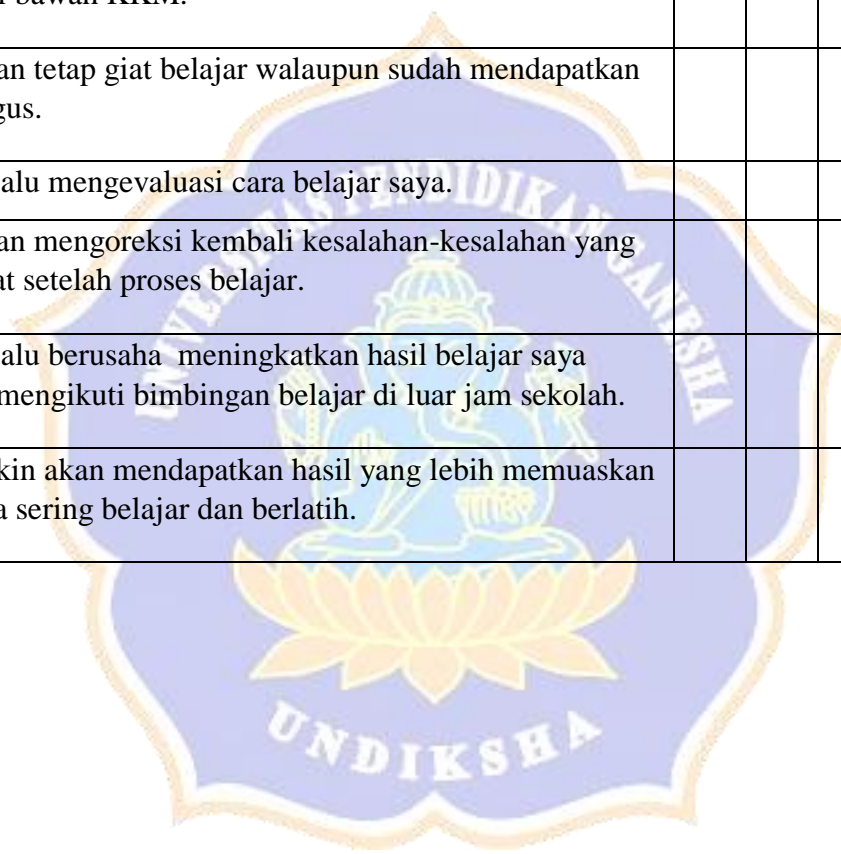 bawah KKM.
an tetap giat belajar walaupun sudah mendapatkan
gus.
alu mengevaluasi cara belajar saya.
an mengoreksi kembali kesalahan-kesalahan yang
at setelah proses belajar.
alu berusaha meningkatkan hasil belajar saya
mengikuti bimbingan belajar di luar jam sekolah.
kin akan mendapatkan hasil yang lebih memuaskan
a sering belajar dan berlatih.
UNIVERSITAS PENDIDIKAN GANESHA
UNDIKSHA